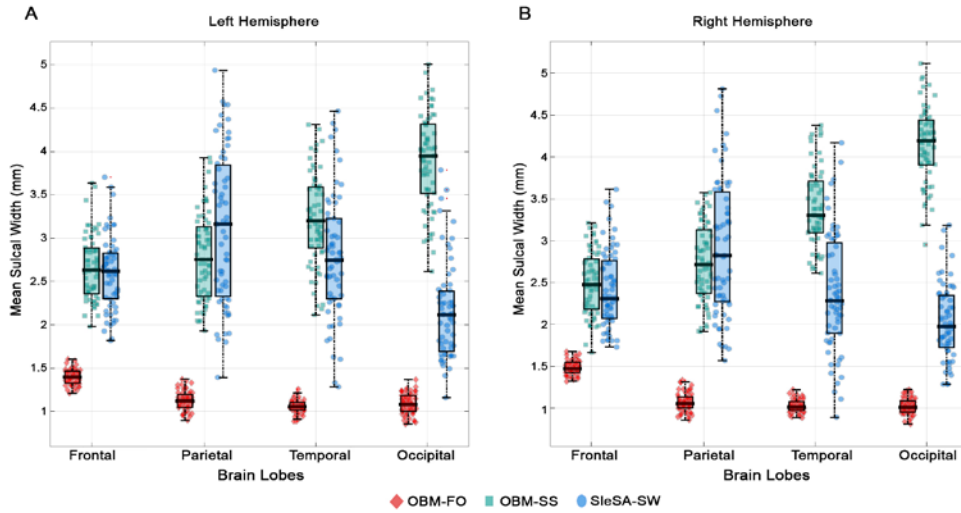 A
Left Hemisphere
Mean Sulcal Width (mm)
5
4.5
4
3.5
3
2.5
2
1.5
1
Frontal Parietal Temporal Occipital
Brain Lobes
B
Right Hemisphere
Mean Sulcal Width (mm)
5
4.5
4
3.5
3
2.5
2
1.5
1
Frontal Parietal Temporal Occipital
Brain Lobes
OBM-FO OBM-SS SleSA-SW